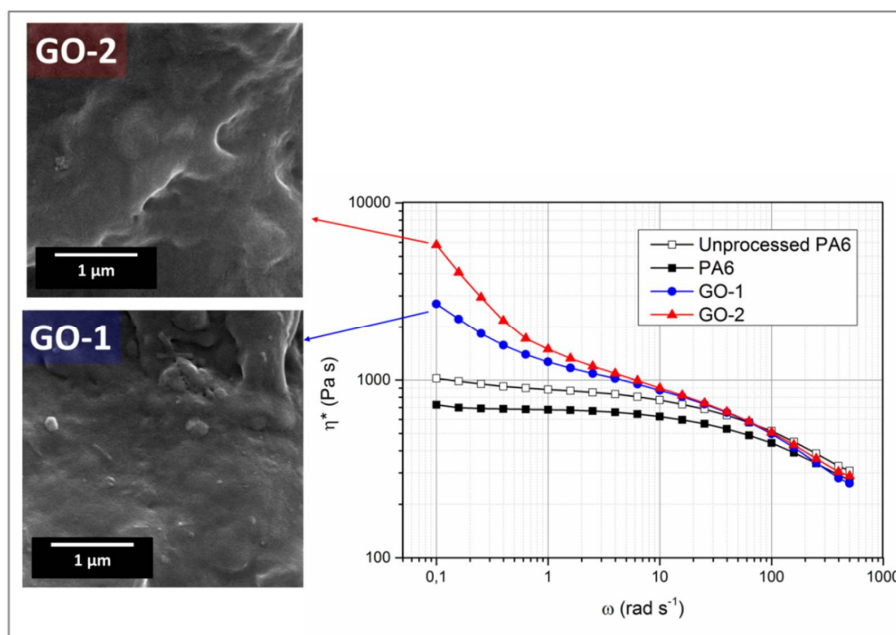 GO-2
1 µm
GO-1
1 µm
10000
1000
100
η* (Pa s)
Unprocessed PA6
PA6
GO-1
GO-2
0,1
1
10
100
1000
ω (rad s⁻¹)